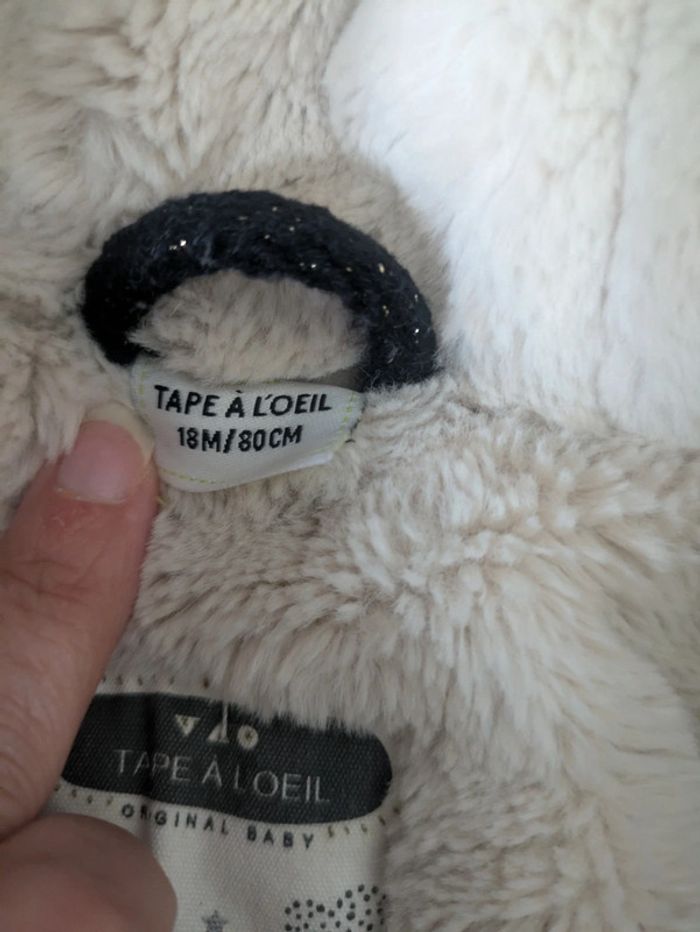 TAPE À L'OEIL
18M/80CM
TAPE À L'OEIL
ORIGINAL BABY